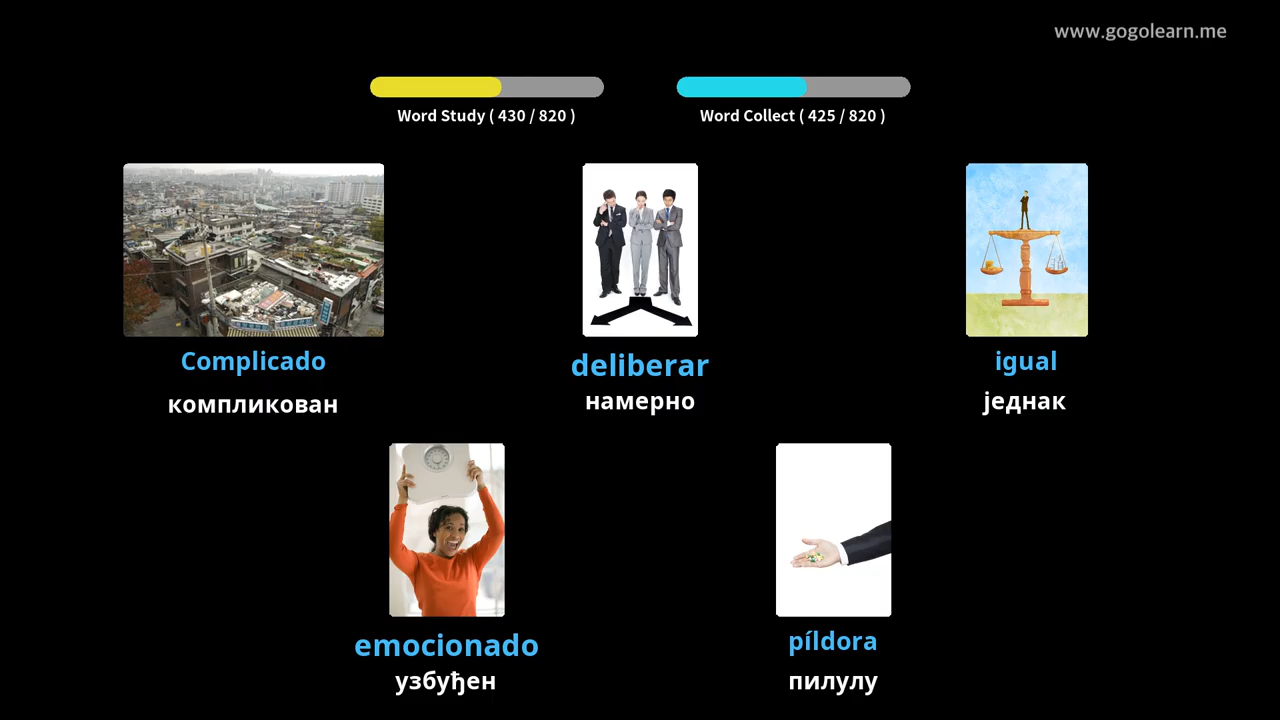 www.gogolearn.me
Word Study ( 430 / 820 )
Word Collect ( 425 / 820 )
Complicado
компликован
deliberar
намерно
igual
једнак
emocionado
узбуђен
píldora
пилулу